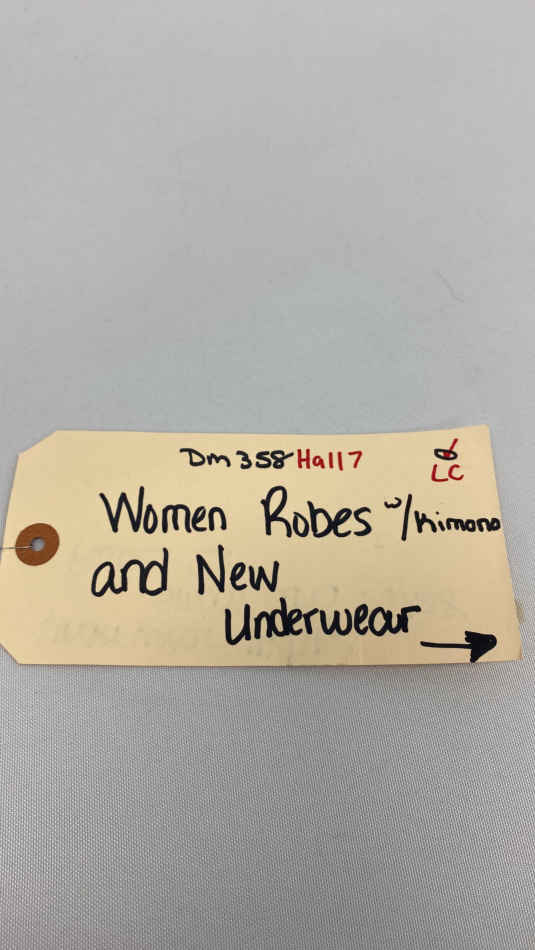 Dm358 Hall7
LC
Women Robes w/Kimono
and New
Underwear